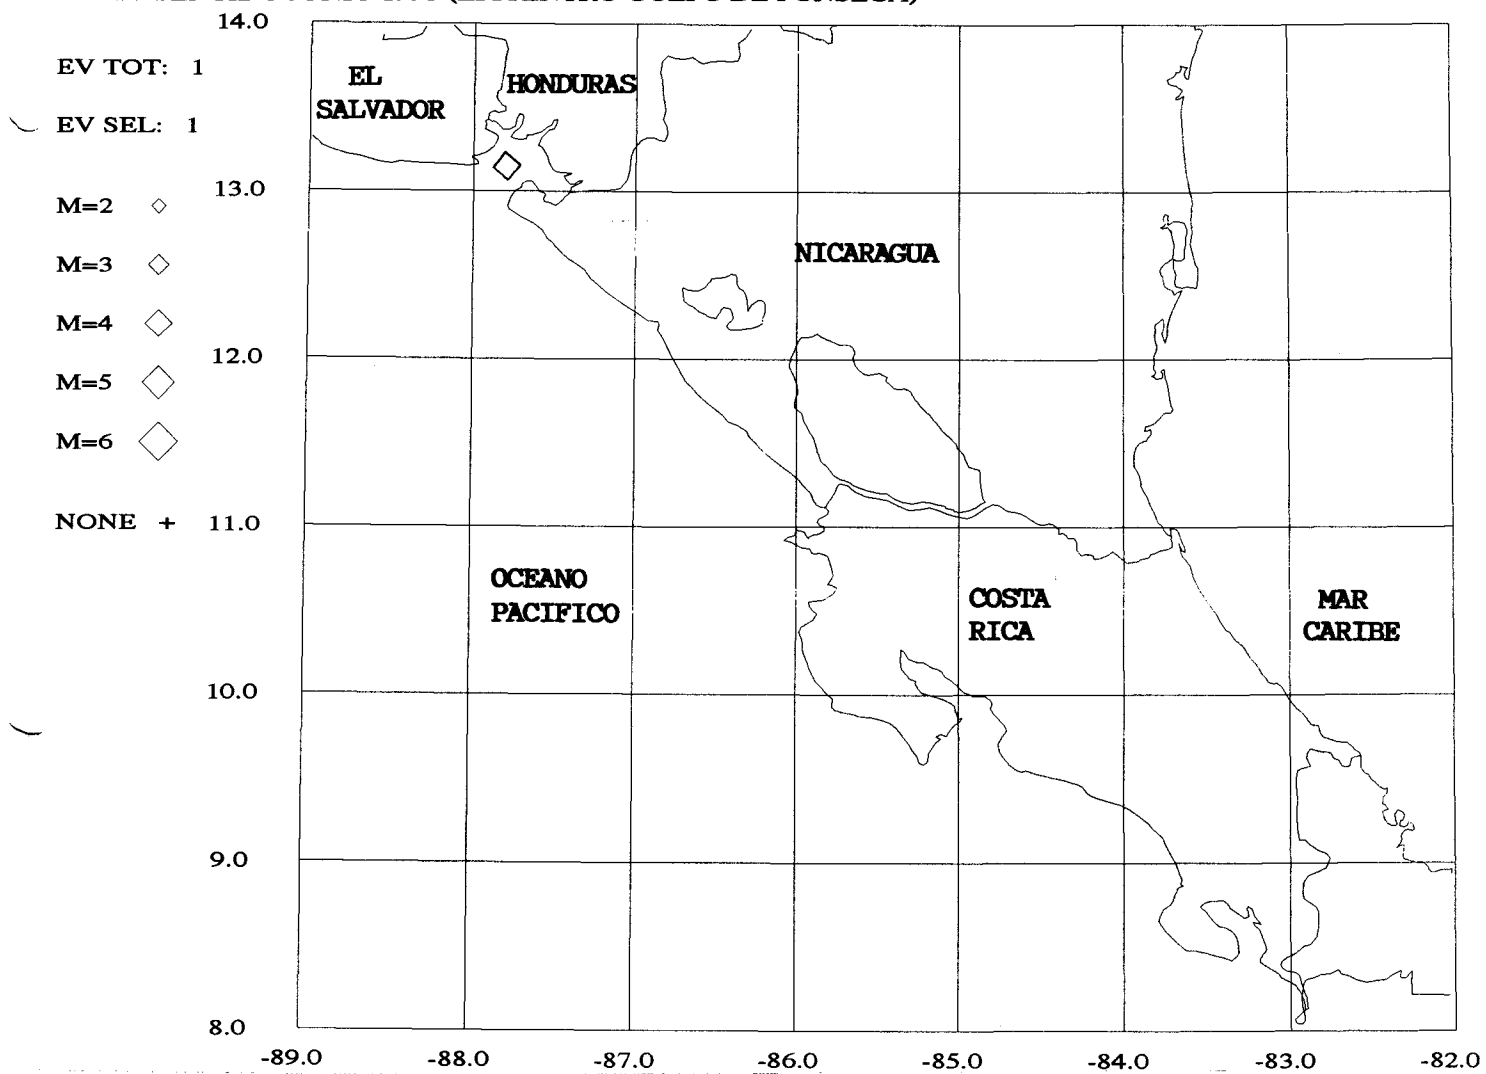 14.0
EV TOT: 1
EL
SALVADOR
HONDURAS
EV SEL: 1
13.0
M=2
NICARAGUA
M=3
M=4
12.0
M=5
M=6
NONE +
11.0
OCEANO
PACIFICO
COSTA
RICA
MAR
CARIBE
10.0
9.0
8.0
-89.0 -88.0 -87.0 -86.0 -85.0 -84.0 -83.0 -82.0